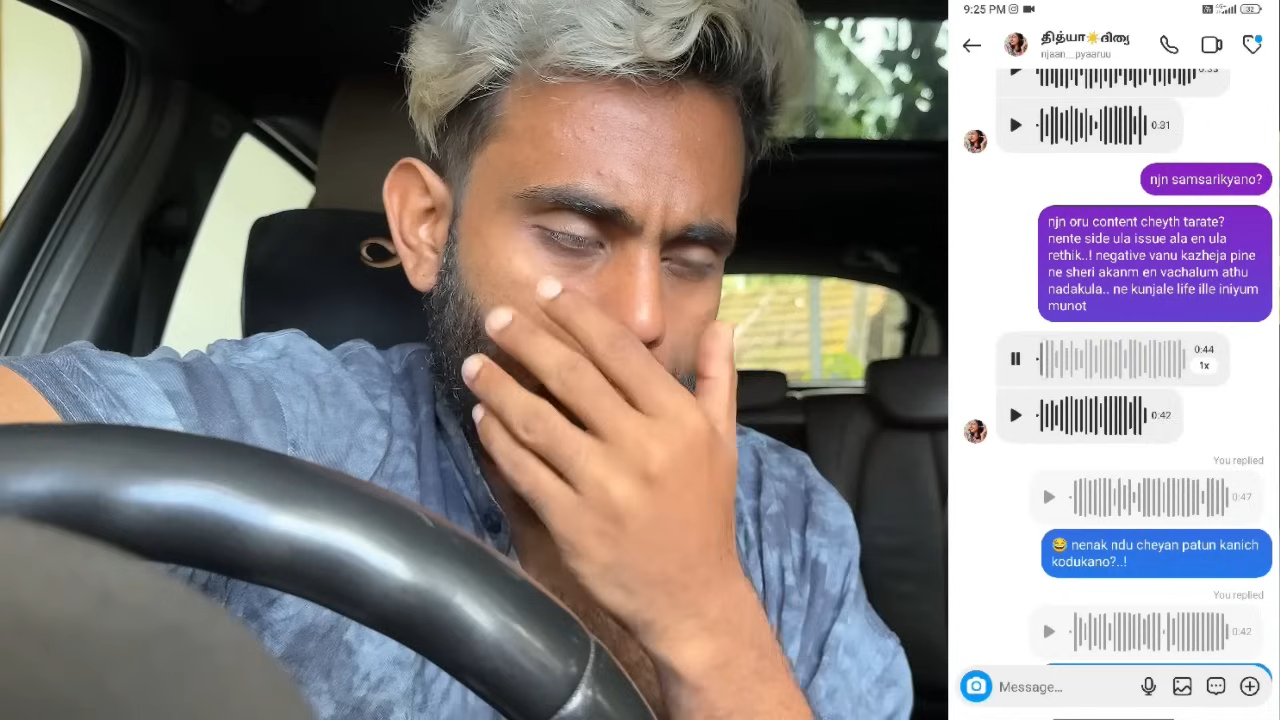 9:25 PM
32
தித்யா☀️ദിത്യ
njaan__pyaaruu
0:33
0:31
njn samsarikyano?
njn oru content cheyth tarate?
nente side ula issue ala en ula
rethik..! negative vanu kazheja pine
ne sheri akanm en vachalum athu
nadakula.. ne kunjale life ille iniyum
munot
0:44
1x
0:42
You replied
0:47
😂 nenak ndu cheyan patun kanich
kodukano?..!
You replied
0:42
Message...